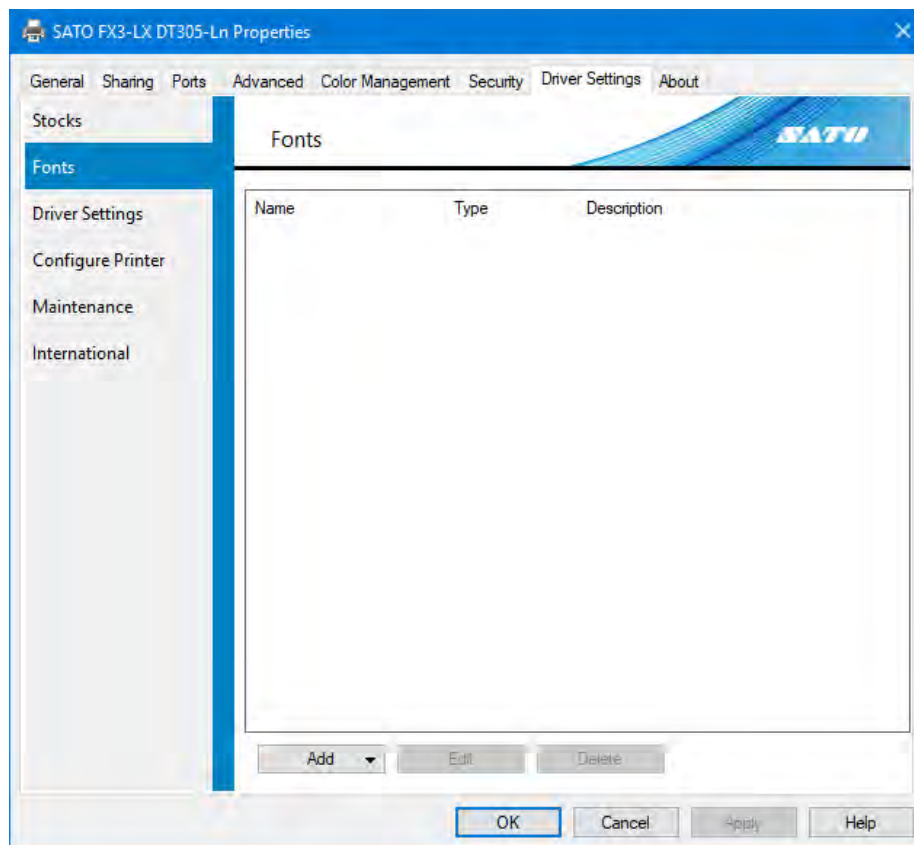 SATO FX3-LX DT305-Ln Properties
General Sharing Ports Advanced Color Management Security Driver Settings About
Stocks
Fonts
Driver Settings
Configure Printer
Maintenance
International
Fonts
SATO
Name Type Description
Add Edit Delete
OK Cancel Apply Help